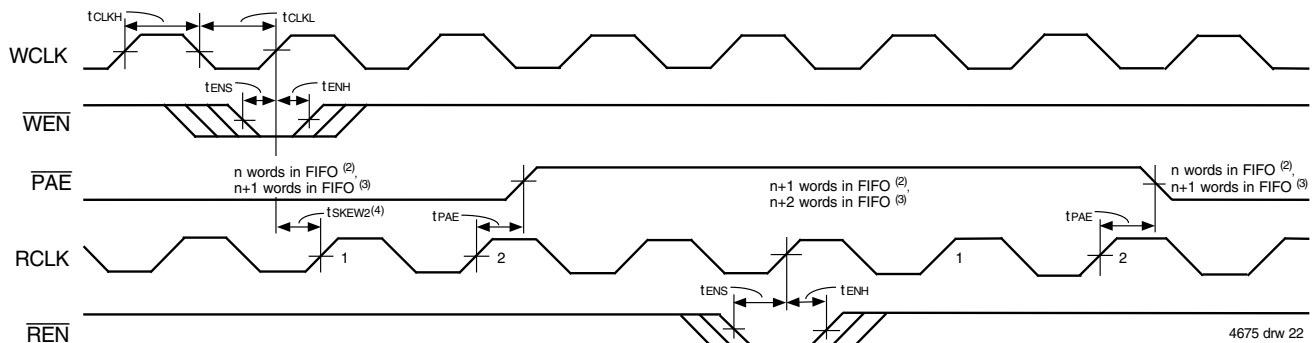 tCLKH
tCLKL
WCLK
tENS
tENH
WEN
n words in FIFO (2),
n+1 words in FIFO (3)
PAE
n+1 words in FIFO (2),
n+2 words in FIFO (3)
n words in FIFO (2),
n+1 words in FIFO (3)
tSKEW2(4)
tPAE
tPAE
RCLK
1
2
1
2
tENS
tENH
REN
4675 drw 22